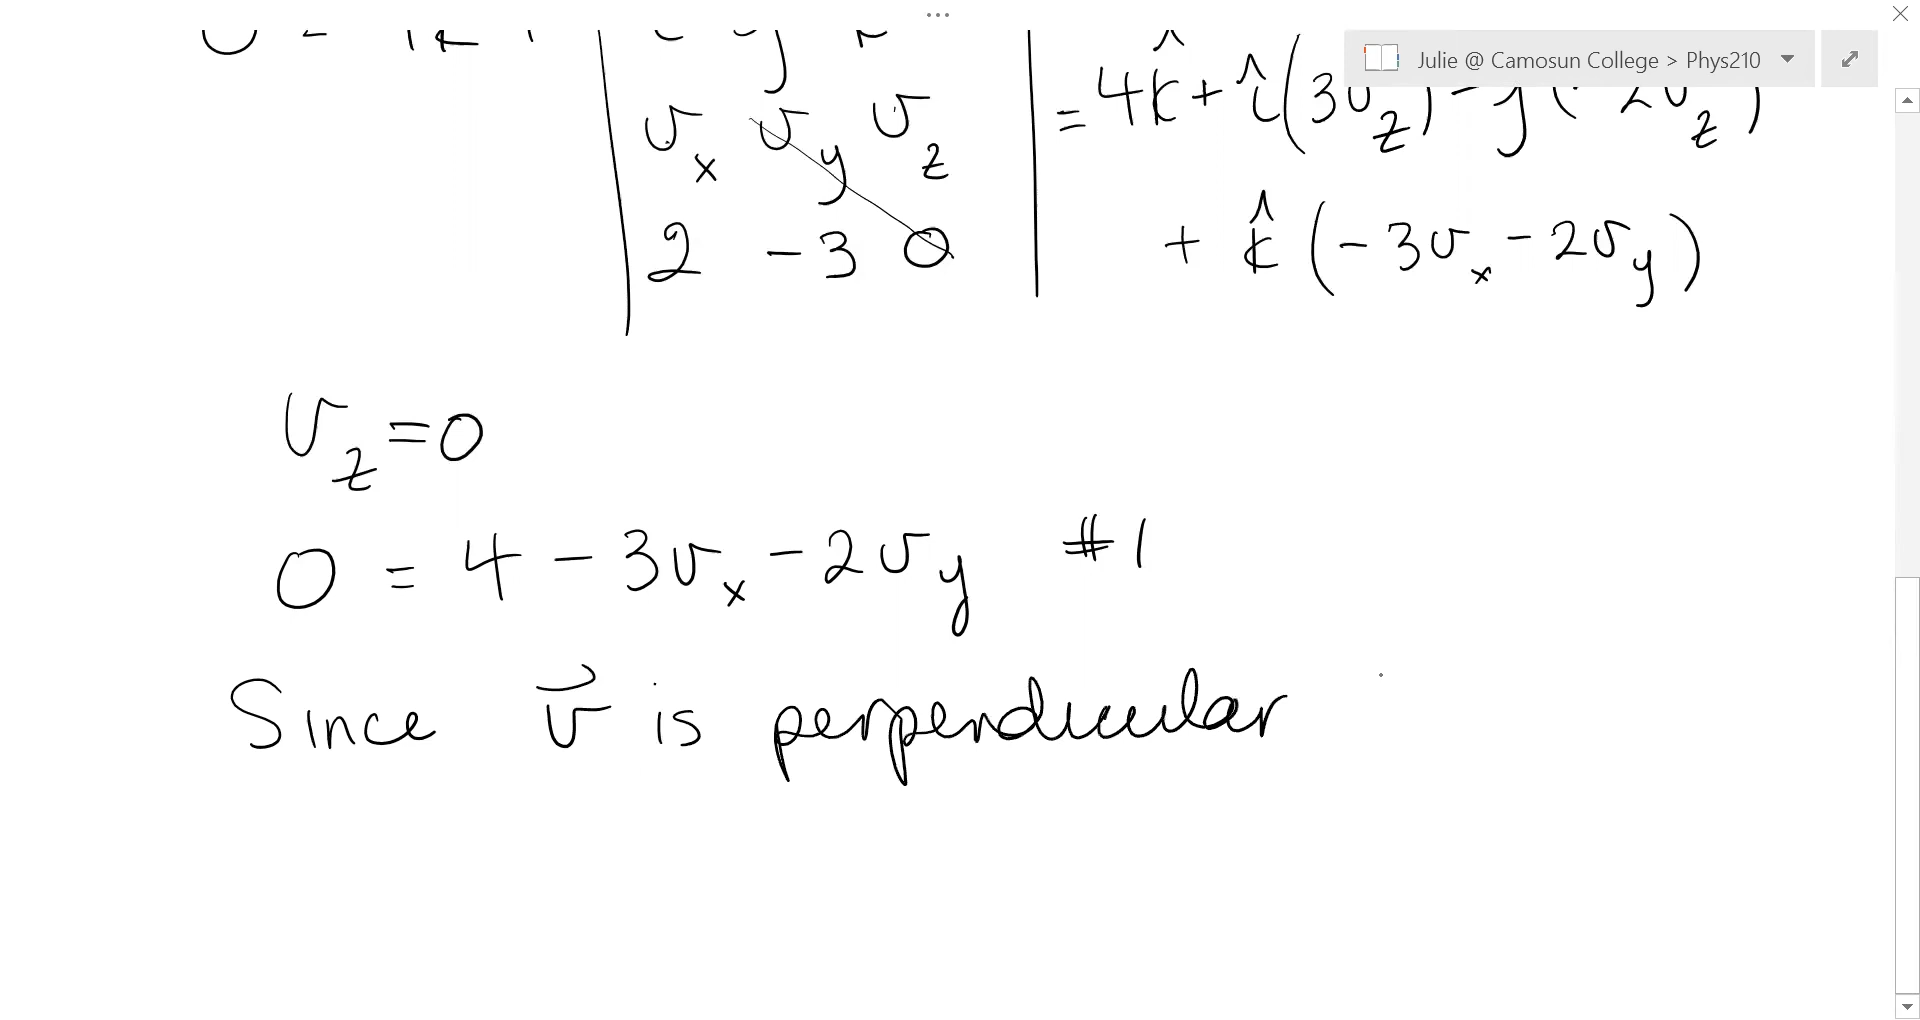 Julie @ Camosun College > Phys210
v_x v_y v_z
2 -3 0
= 4k̂ + î(3v_z) - ĵ( 2v_z)
+ k̂ (-3v_x - 2v_y)
v_z = 0
0 = 4 - 3v_x - 2v_y #1
Since v⃗ is perpendicular